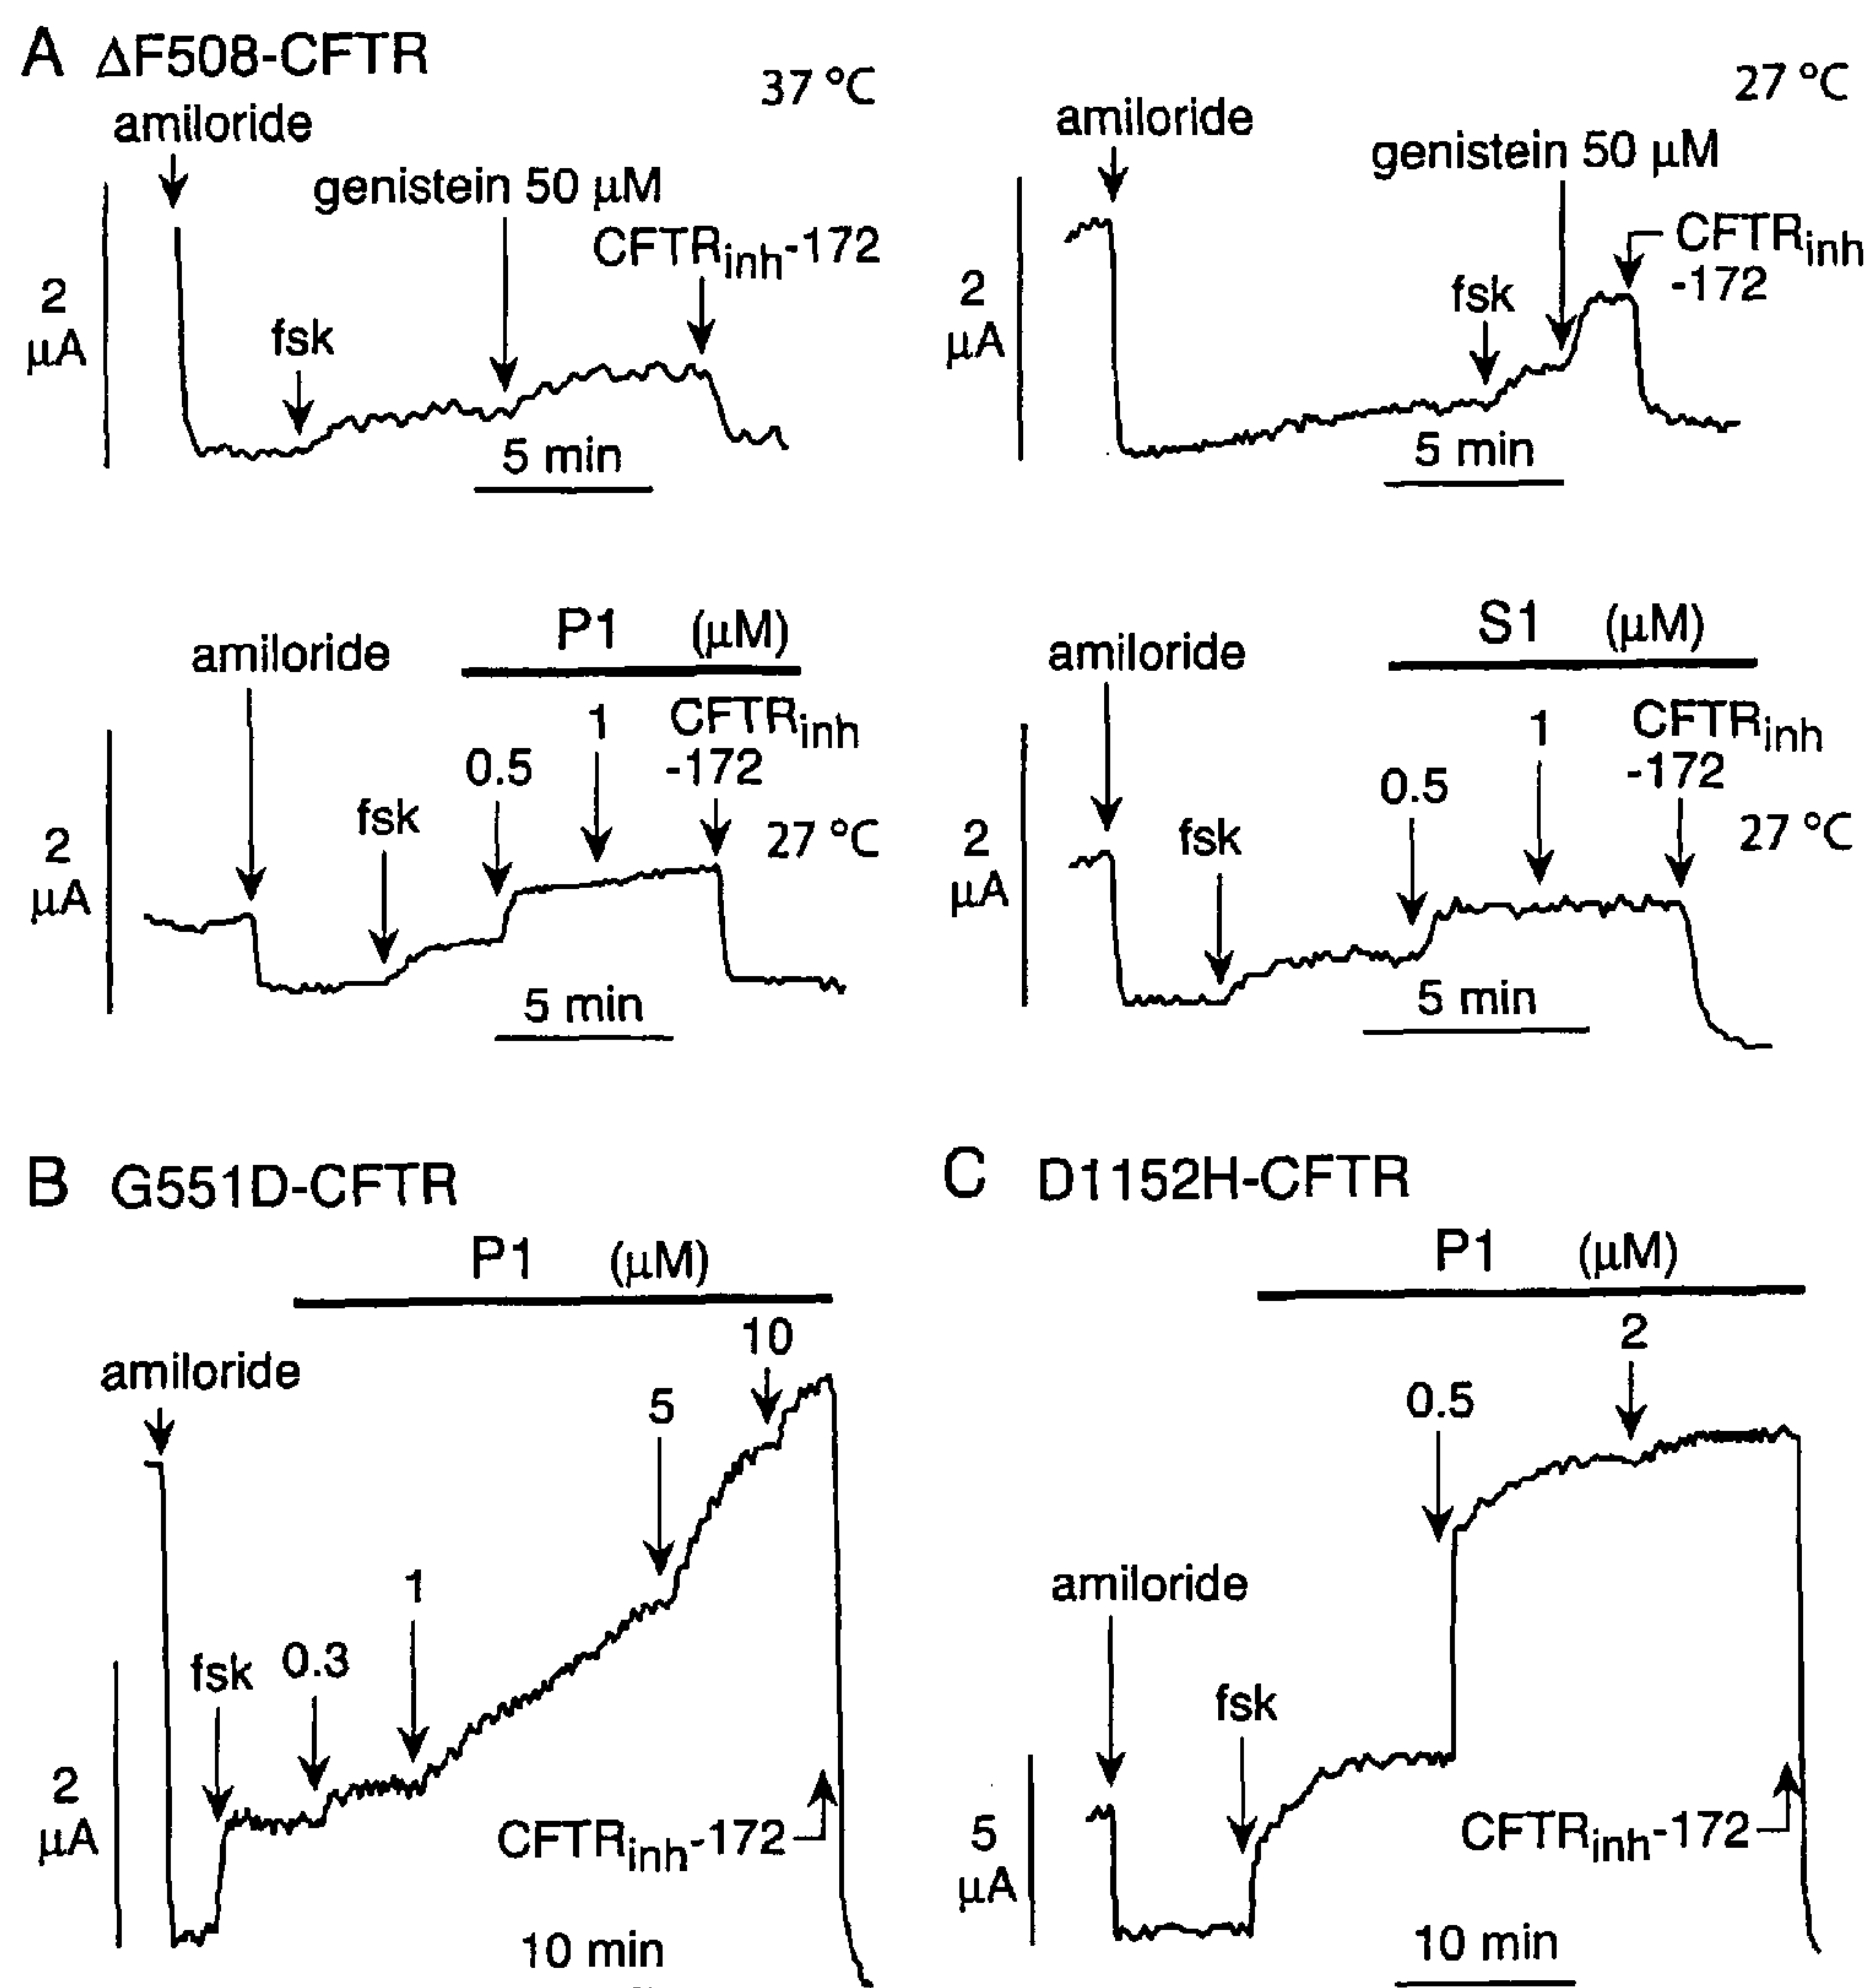 A ΔF508-CFTR
37 °C
amiloride
genistein 50 µM
CFTRinh-172
fsk
2
µA
5 min
27 °C
amiloride
genistein 50 µM
CFTRinh
-172
fsk
2
µA
5 min
P1 (µM)
amiloride
1
CFTRinh
-172
0.5
fsk
27 °C
2
µA
5 min
S1 (µM)
amiloride
1
CFTRinh
-172
0.5
fsk
27 °C
2
µA
5 min
B G551D-CFTR
P1 (µM)
10
amiloride
5
1
fsk
0.3
2
µA
CFTRinh-172
10 min
C D1152H-CFTR
P1 (µM)
2
0.5
amiloride
fsk
5
µA
CFTRinh-172
10 min